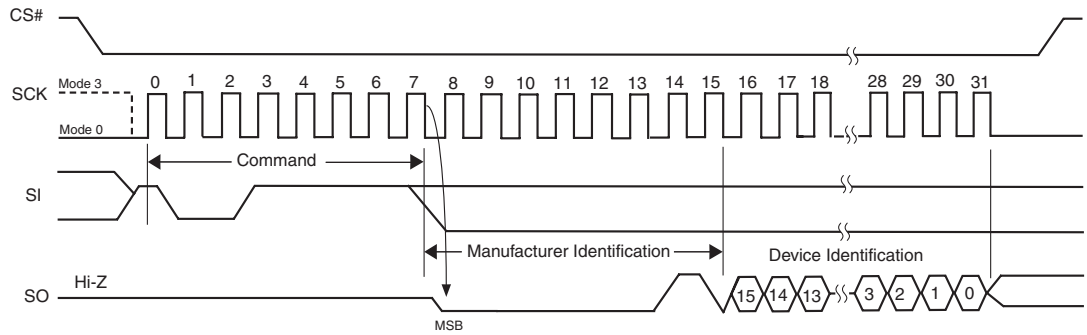 CS#
Mode 3
0 1 2 3 4 5 6 7 8 9 10 11 12 13 14 15 16 17 18 28 29 30 31
SCK
Mode 0
Command
SI
Manufacturer Identification
Device Identification
Hi-Z
SO
15 14 13 3 2 1 0
MSB